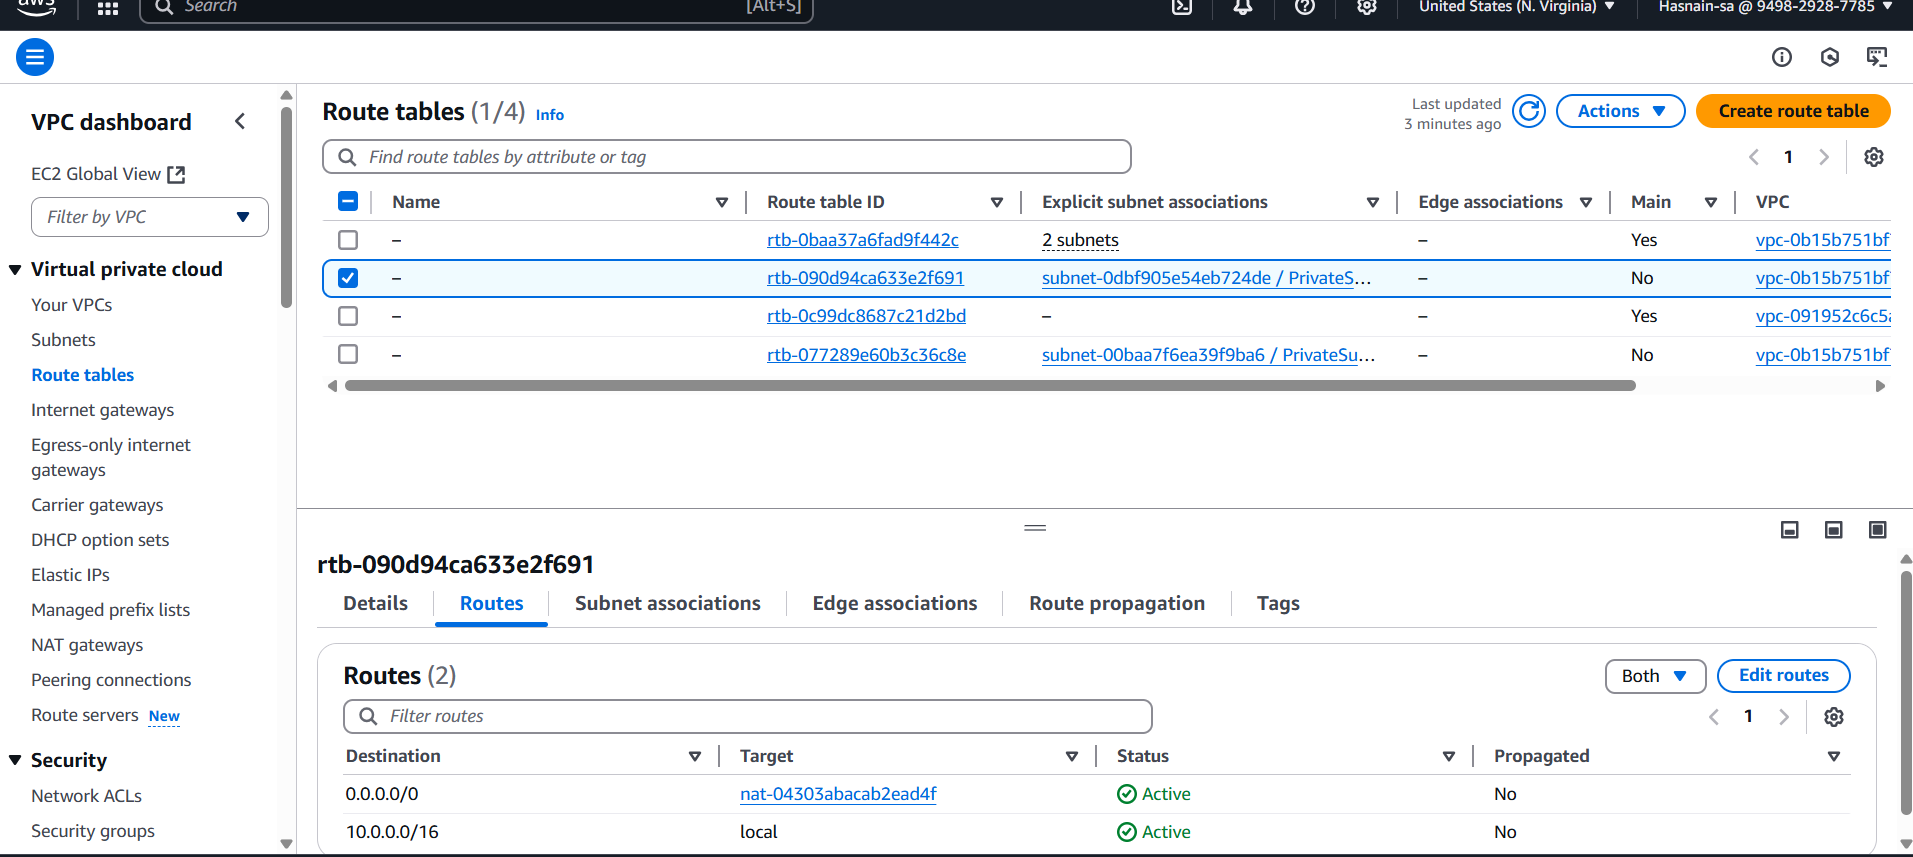 aws
Search [Alt+S]
United States (N. Virginia)
Hasnain-sa @ 9498-2928-7785
VPC dashboard
EC2 Global View
Filter by VPC
Virtual private cloud
Your VPCs
Subnets
Route tables
Internet gateways
Egress-only internet
gateways
Carrier gateways
DHCP option sets
Elastic IPs
Managed prefix lists
NAT gateways
Peering connections
Route servers New
Security
Network ACLs
Security groups
Route tables (1/4) Info
Last updated
3 minutes ago
Actions
Create route table
Find route tables by attribute or tag
1
Name Route table ID Explicit subnet associations Edge associations Main VPC
– rtb-0baa37a6fad9f442c 2 subnets – Yes vpc-0b15b751bf
– rtb-090d94ca633e2f691 subnet-0dbf905e54eb724de / PrivateS... – No vpc-0b15b751bf
– rtb-0c99dc8687c21d2bd – – Yes vpc-091952c6c5a
– rtb-077289e60b3c36c8e subnet-00baa7f6ea39f9ba6 / PrivateSu... – No vpc-0b15b751bf
rtb-090d94ca633e2f691
Details Routes Subnet associations Edge associations Route propagation Tags
Routes (2)
Both
Edit routes
Filter routes
1
Destination Target Status Propagated
0.0.0.0/0 nat-04303abacab2ead4f Active No
10.0.0.0/16 local Active No